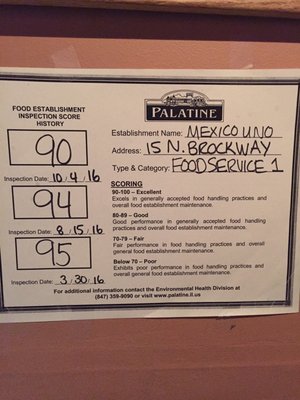 PALATINE
FOOD ESTABLISHMENT
INSPECTION SCORE
HISTORY
90
Inspection Date: 10/4/16
94
Inspection Date: 8/15/16
95
Inspection Date: 3/30/16
Establishment Name: MEXICO UNO
Address: 15 N. BROCKWAY
Type & Category: FOODSERVICE 1
SCORING
90-100 – Excellent
Excels in generally accepted food handling practices and
overall food establishment maintenance.
80-89 – Good
Good performance in generally accepted food handling
practices and overall food establishment maintenance.
70-79 – Fair
Fair performance in food handling practices and overall
general food establishment maintenance.
Below 70 – Poor
Exhibits poor performance in food handling practices and
overall general food establishment maintenance.
For additional information contact the Environmental Health Division at
(847) 359-9090 or visit www.palatine.il.us